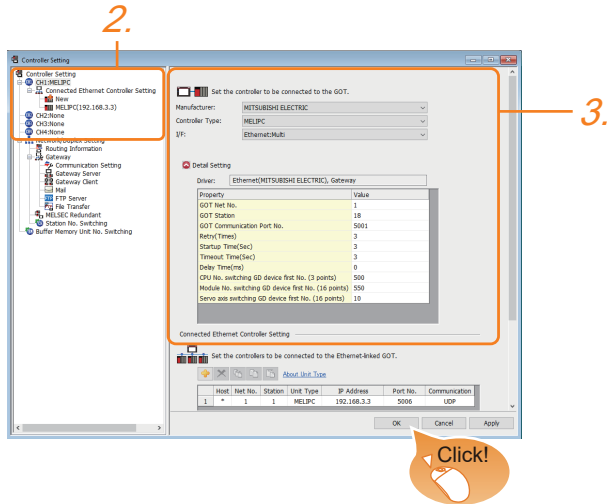 2.
Controller Setting
Controller Setting
CH1:MELIPC
Connected Ethernet Controller Setting
New
MELIPC(192.168.3.3)
CH2:None
CH3:None
CH4:None
Network/Duplex Setting
Routing Information
Gateway
Communication Setting
Gateway Server
Gateway Client
Mail
FTP Server
File Transfer
MELSEC Redundant
Station No. Switching
Buffer Memory Unit No. Switching
Set the controller to be connected to the GOT.
Manufacturer: MITSUBISHI ELECTRIC
Controller Type: MELIPC
I/F: Ethernet:Multi
3.
Detail Setting
Driver: Ethernet(MITSUBISHI ELECTRIC), Gateway
Property Value
GOT Net No. 1
GOT Station 18
GOT Communication Port No. 5001
Retry(Times) 3
Startup Time(Sec) 3
Timeout Time(Sec) 3
Delay Time(ms) 0
CPU No. switching GD device first No. (3 points) 500
Module No. switching GD device first No. (16 points) 550
Servo axis switching GD device first No. (16 points) 10
Connected Ethernet Controller Setting
Set the controllers to be connected to the Ethernet-linked GOT.
About Unit Type
Host Net No. Station Unit Type IP Address Port No. Communication
1 * 1 1 MELIPC 192.168.3.3 5006 UDP
OK Cancel Apply
Click!